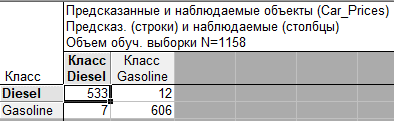 Предсказанные и наблюдаемые объекты (Car_Prices)
Предсказ. (строки) и наблюдаемые (столбцы)
Объем обуч. выборки N=1158
Класс Класс Diesel Класс Gasoline
Diesel 533 12
Gasoline 7 606